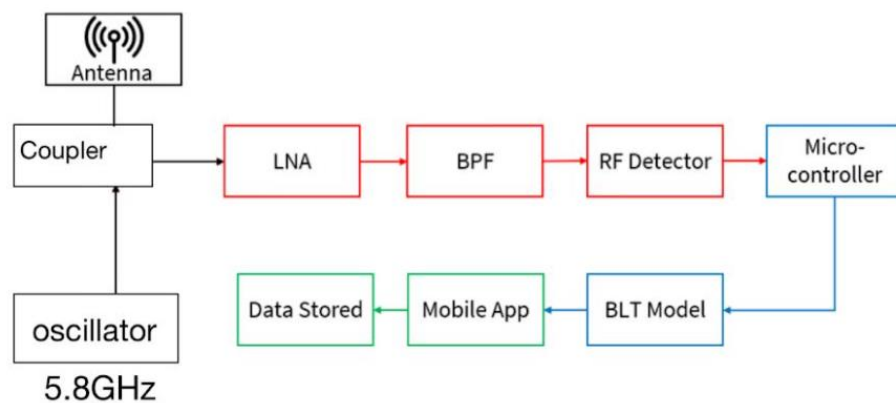 Antenna
Coupler
LNA
BPF
RF Detector
Micro-
controller
Data Stored
Mobile App
BLT Model
oscillator
5.8GHz